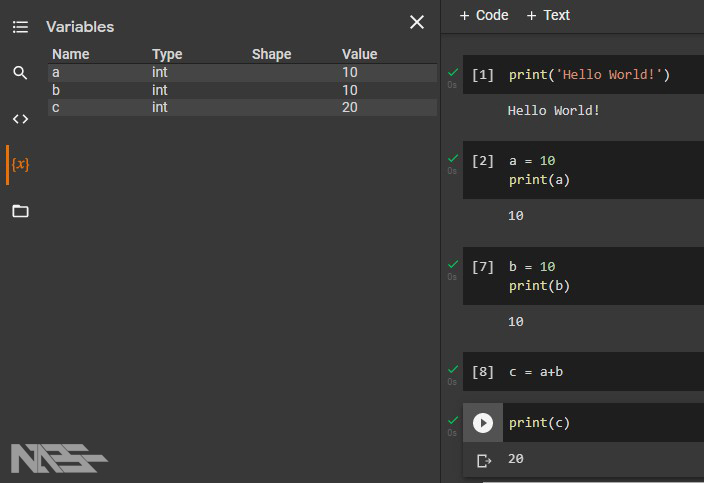 Variables
Name Type Shape Value
a int 10
b int 10
c int 20
{x}
+ Code + Text
[1] print('Hello World!')
0s
Hello World!
[2] a = 10
0s
print(a)
10
[7] b = 10
0s
print(b)
10
[8] c = a+b
0s
print(c)
0s
20